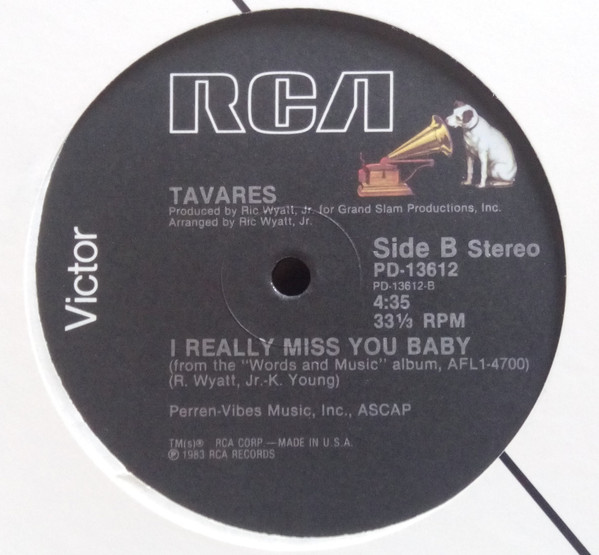 RCA
Victor
TAVARES
Produced by Ric Wyatt, Jr. for Grand Slam Productions, Inc.
Arranged by Ric Wyatt, Jr.
Side B Stereo
PD-13612
PD-13612-B
4:35
33⅓ RPM
I REALLY MISS YOU BABY
(from the "Words and Music" album, AFL1-4700)
(R. Wyatt, Jr.-K. Young)
Perren-Vibes Music, Inc., ASCAP
TM(s)® RCA CORP.—MADE IN U.S.A.
℗ 1983 RCA RECORDS